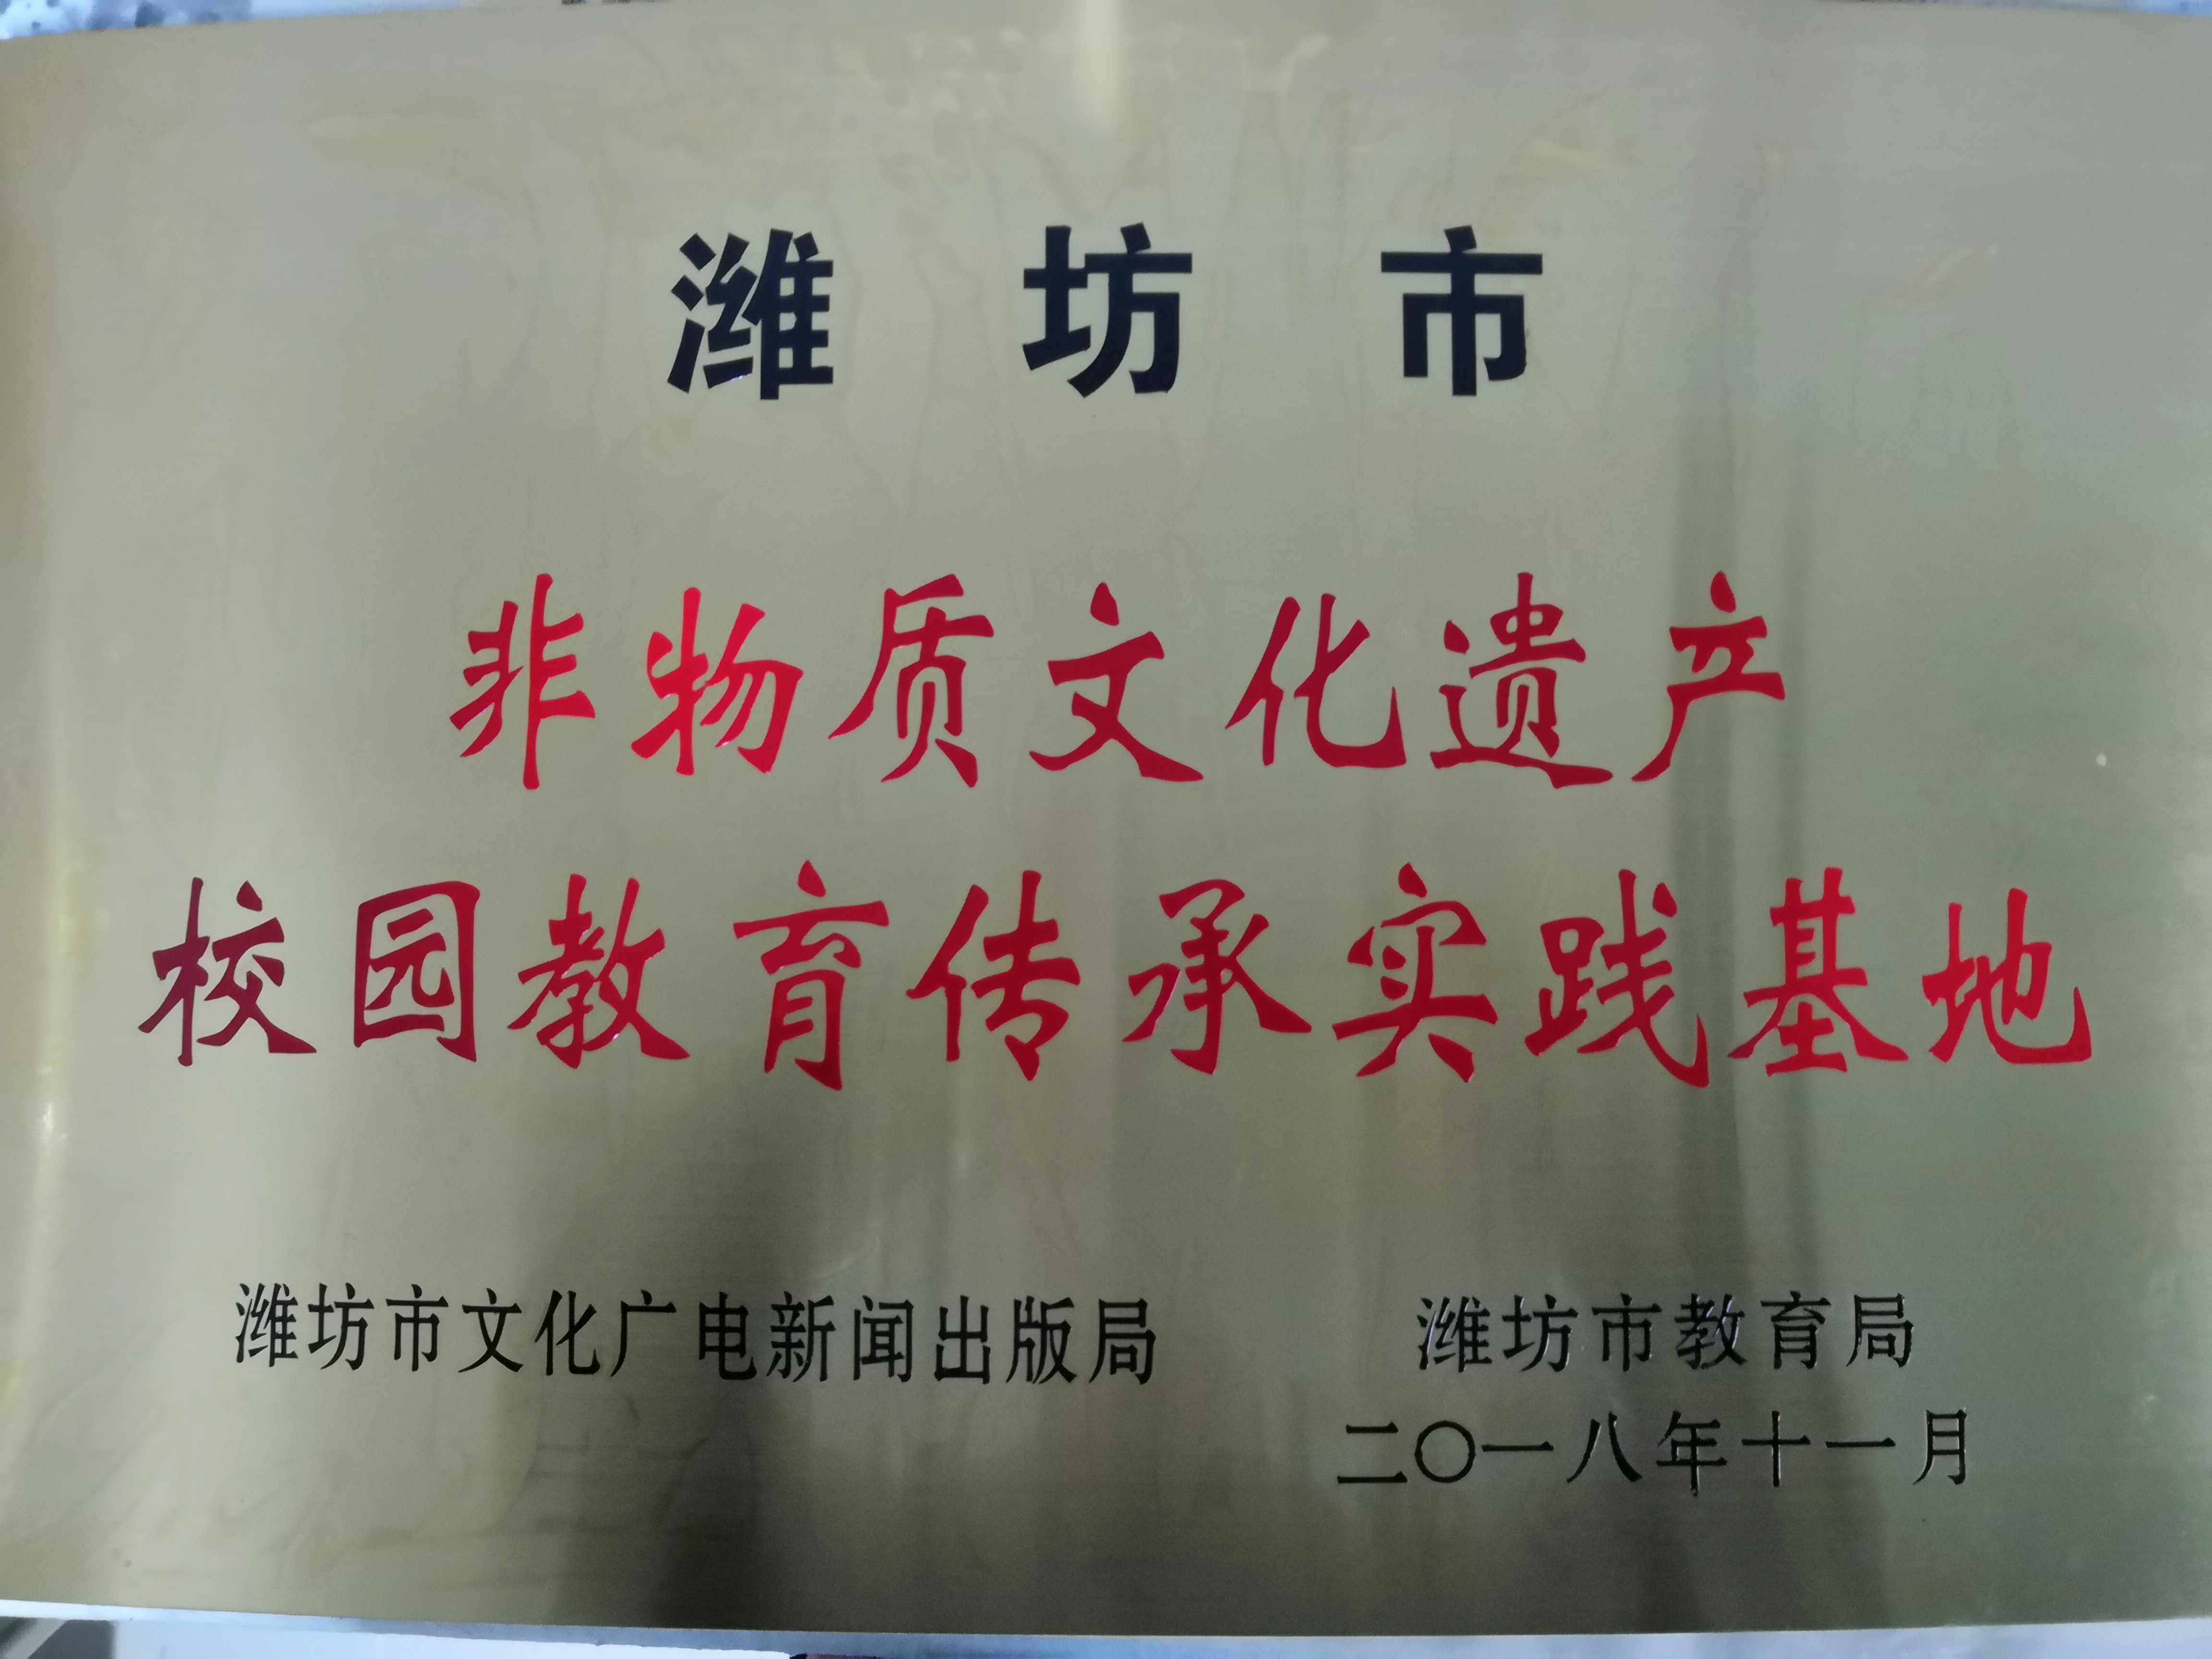 潍坊市
非物质文化遗产
校园教育传承实践基地
潍坊市文化广电新闻出版局 潍坊市教育局
二〇一八年十一月